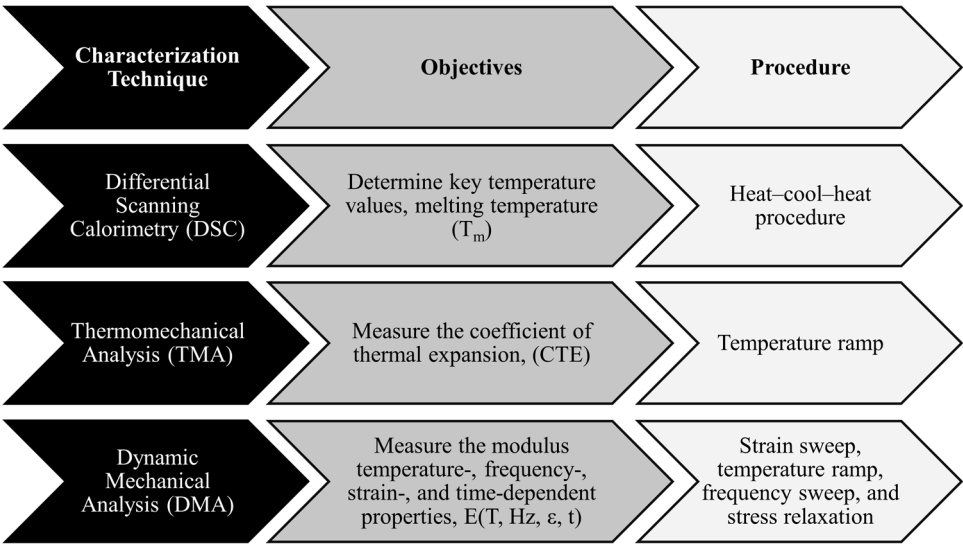 Characterization
Technique
Objectives
Procedure
Differential
Scanning
Calorimetry (DSC)
Determine key temperature
values, melting temperature
(Tm)
Heat–cool–heat
procedure
Thermomechanical
Analysis (TMA)
Measure the coefficient of
thermal expansion, (CTE)
Temperature ramp
Dynamic
Mechanical
Analysis (DMA)
Measure the modulus
temperature-, frequency-,
strain-, and time-dependent
properties, E(T, Hz, ε, t)
Strain sweep,
temperature ramp,
frequency sweep, and
stress relaxation